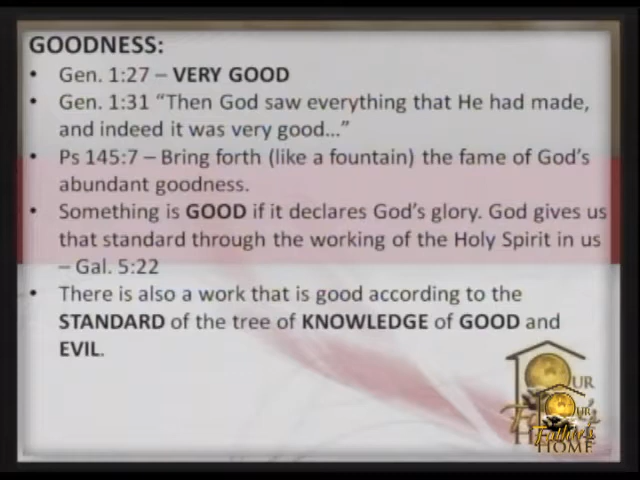 GOODNESS:
• Gen. 1:27 – VERY GOOD
• Gen. 1:31 “Then God saw everything that He had made,
and indeed it was very good…”
• Ps 145:7 – Bring forth (like a fountain) the fame of God’s
abundant goodness.
• Something is GOOD if it declares God’s glory. God gives us
that standard through the working of the Holy Spirit in us
– Gal. 5:22
• There is also a work that is good according to the
STANDARD of the tree of KNOWLEDGE of GOOD and
EVIL.
OUR
OUR
Father's
HOME